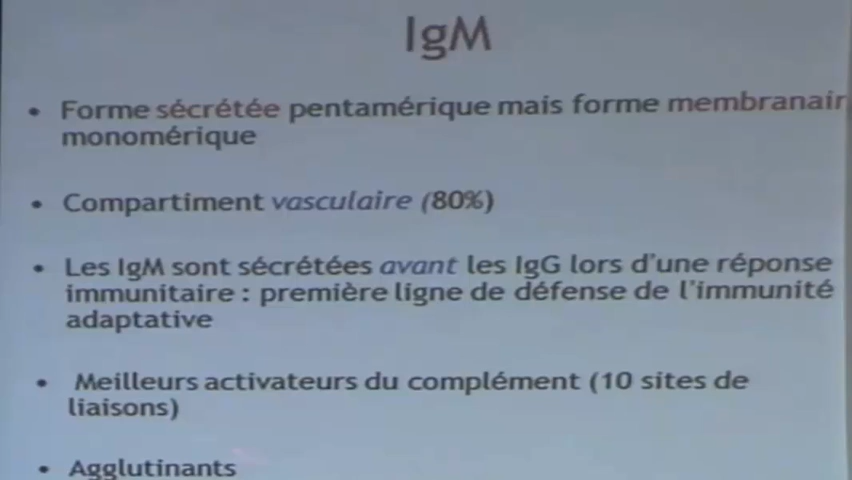 IgM
• Forme sécrétée pentamérique mais forme membranair
monomérique
• Compartiment vasculaire (80%)
• Les IgM sont sécrétées avant les IgG lors d'une réponse
immunitaire : première ligne de défense de l'immunité
adaptative
• Meilleurs activateurs du complément (10 sites de
liaisons)
• Agglutinants